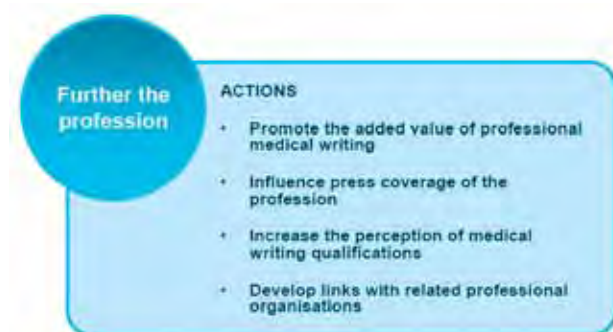 Further the
profession
ACTIONS
• Promote the added value of professional
medical writing
• Influence press coverage of the
profession
• Increase the perception of medical
writing qualifications
• Develop links with related professional
organisations